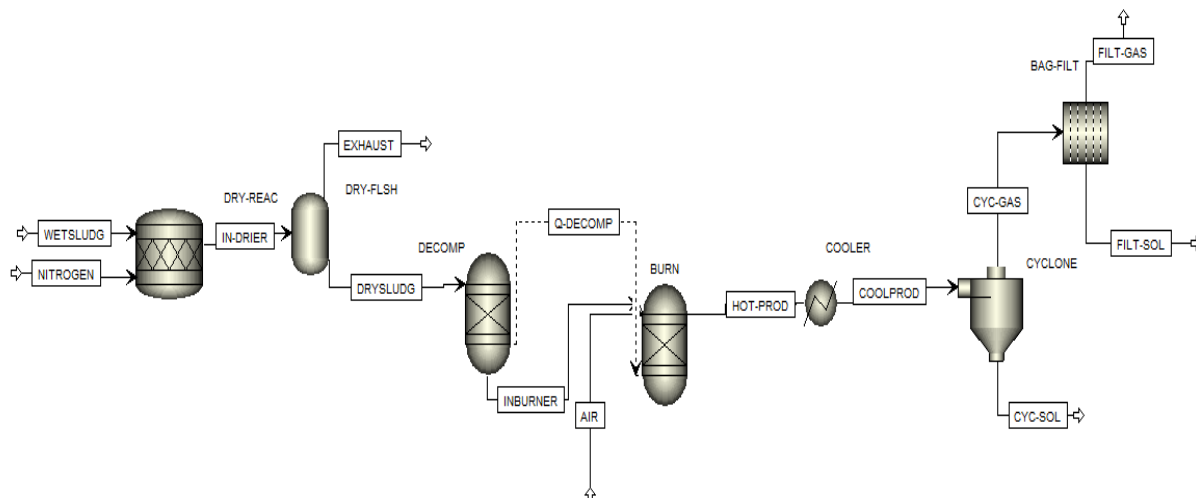 FILT-GAS
BAG-FILT
EXHAUST
DRY-REAC
DRY-FLSH
CYC-GAS
WETSLUDG
IN-DRIER
Q-DECOMP
DECOMP
COOLER
FILT-SOL
NITROGEN
BURN
CYCLONE
DRYSLUDG
HOT-PROD
COOLPROD
INBURNER
AIR
CYC-SOL